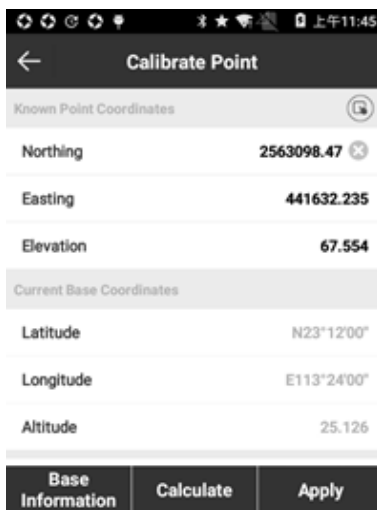 上午11:45
Calibrate Point
Known Point Coordinates
Northing 2563098.47
Easting 441632.235
Elevation 67.554
Current Base Coordinates
Latitude N23°12'00"
Longitude E113°24'00"
Altitude 25.126
Base Information Calculate Apply